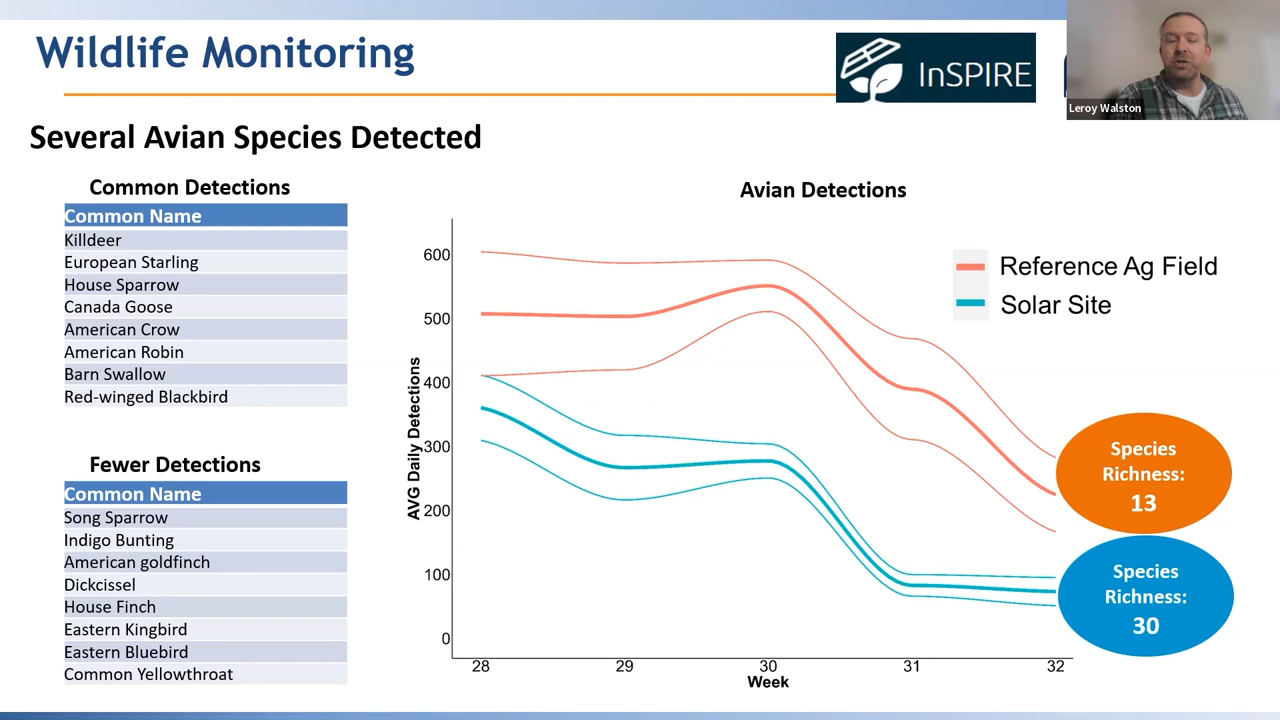 Wildlife Monitoring
InSPIRE
Leroy Walston
Several Avian Species Detected
Common Detections
Common Name
Killdeer
European Starling
House Sparrow
Canada Goose
American Crow
American Robin
Barn Swallow
Red-winged Blackbird
Fewer Detections
Common Name
Song Sparrow
Indigo Bunting
American goldfinch
Dickcissel
House Finch
Eastern Kingbird
Eastern Bluebird
Common Yellowthroat
Avian Detections
AVG Daily Detections
600
500
400
300
200
100
0
28 29 30 31 32
Week
Reference Ag Field
Solar Site
Species
Richness:
13
Species
Richness:
30